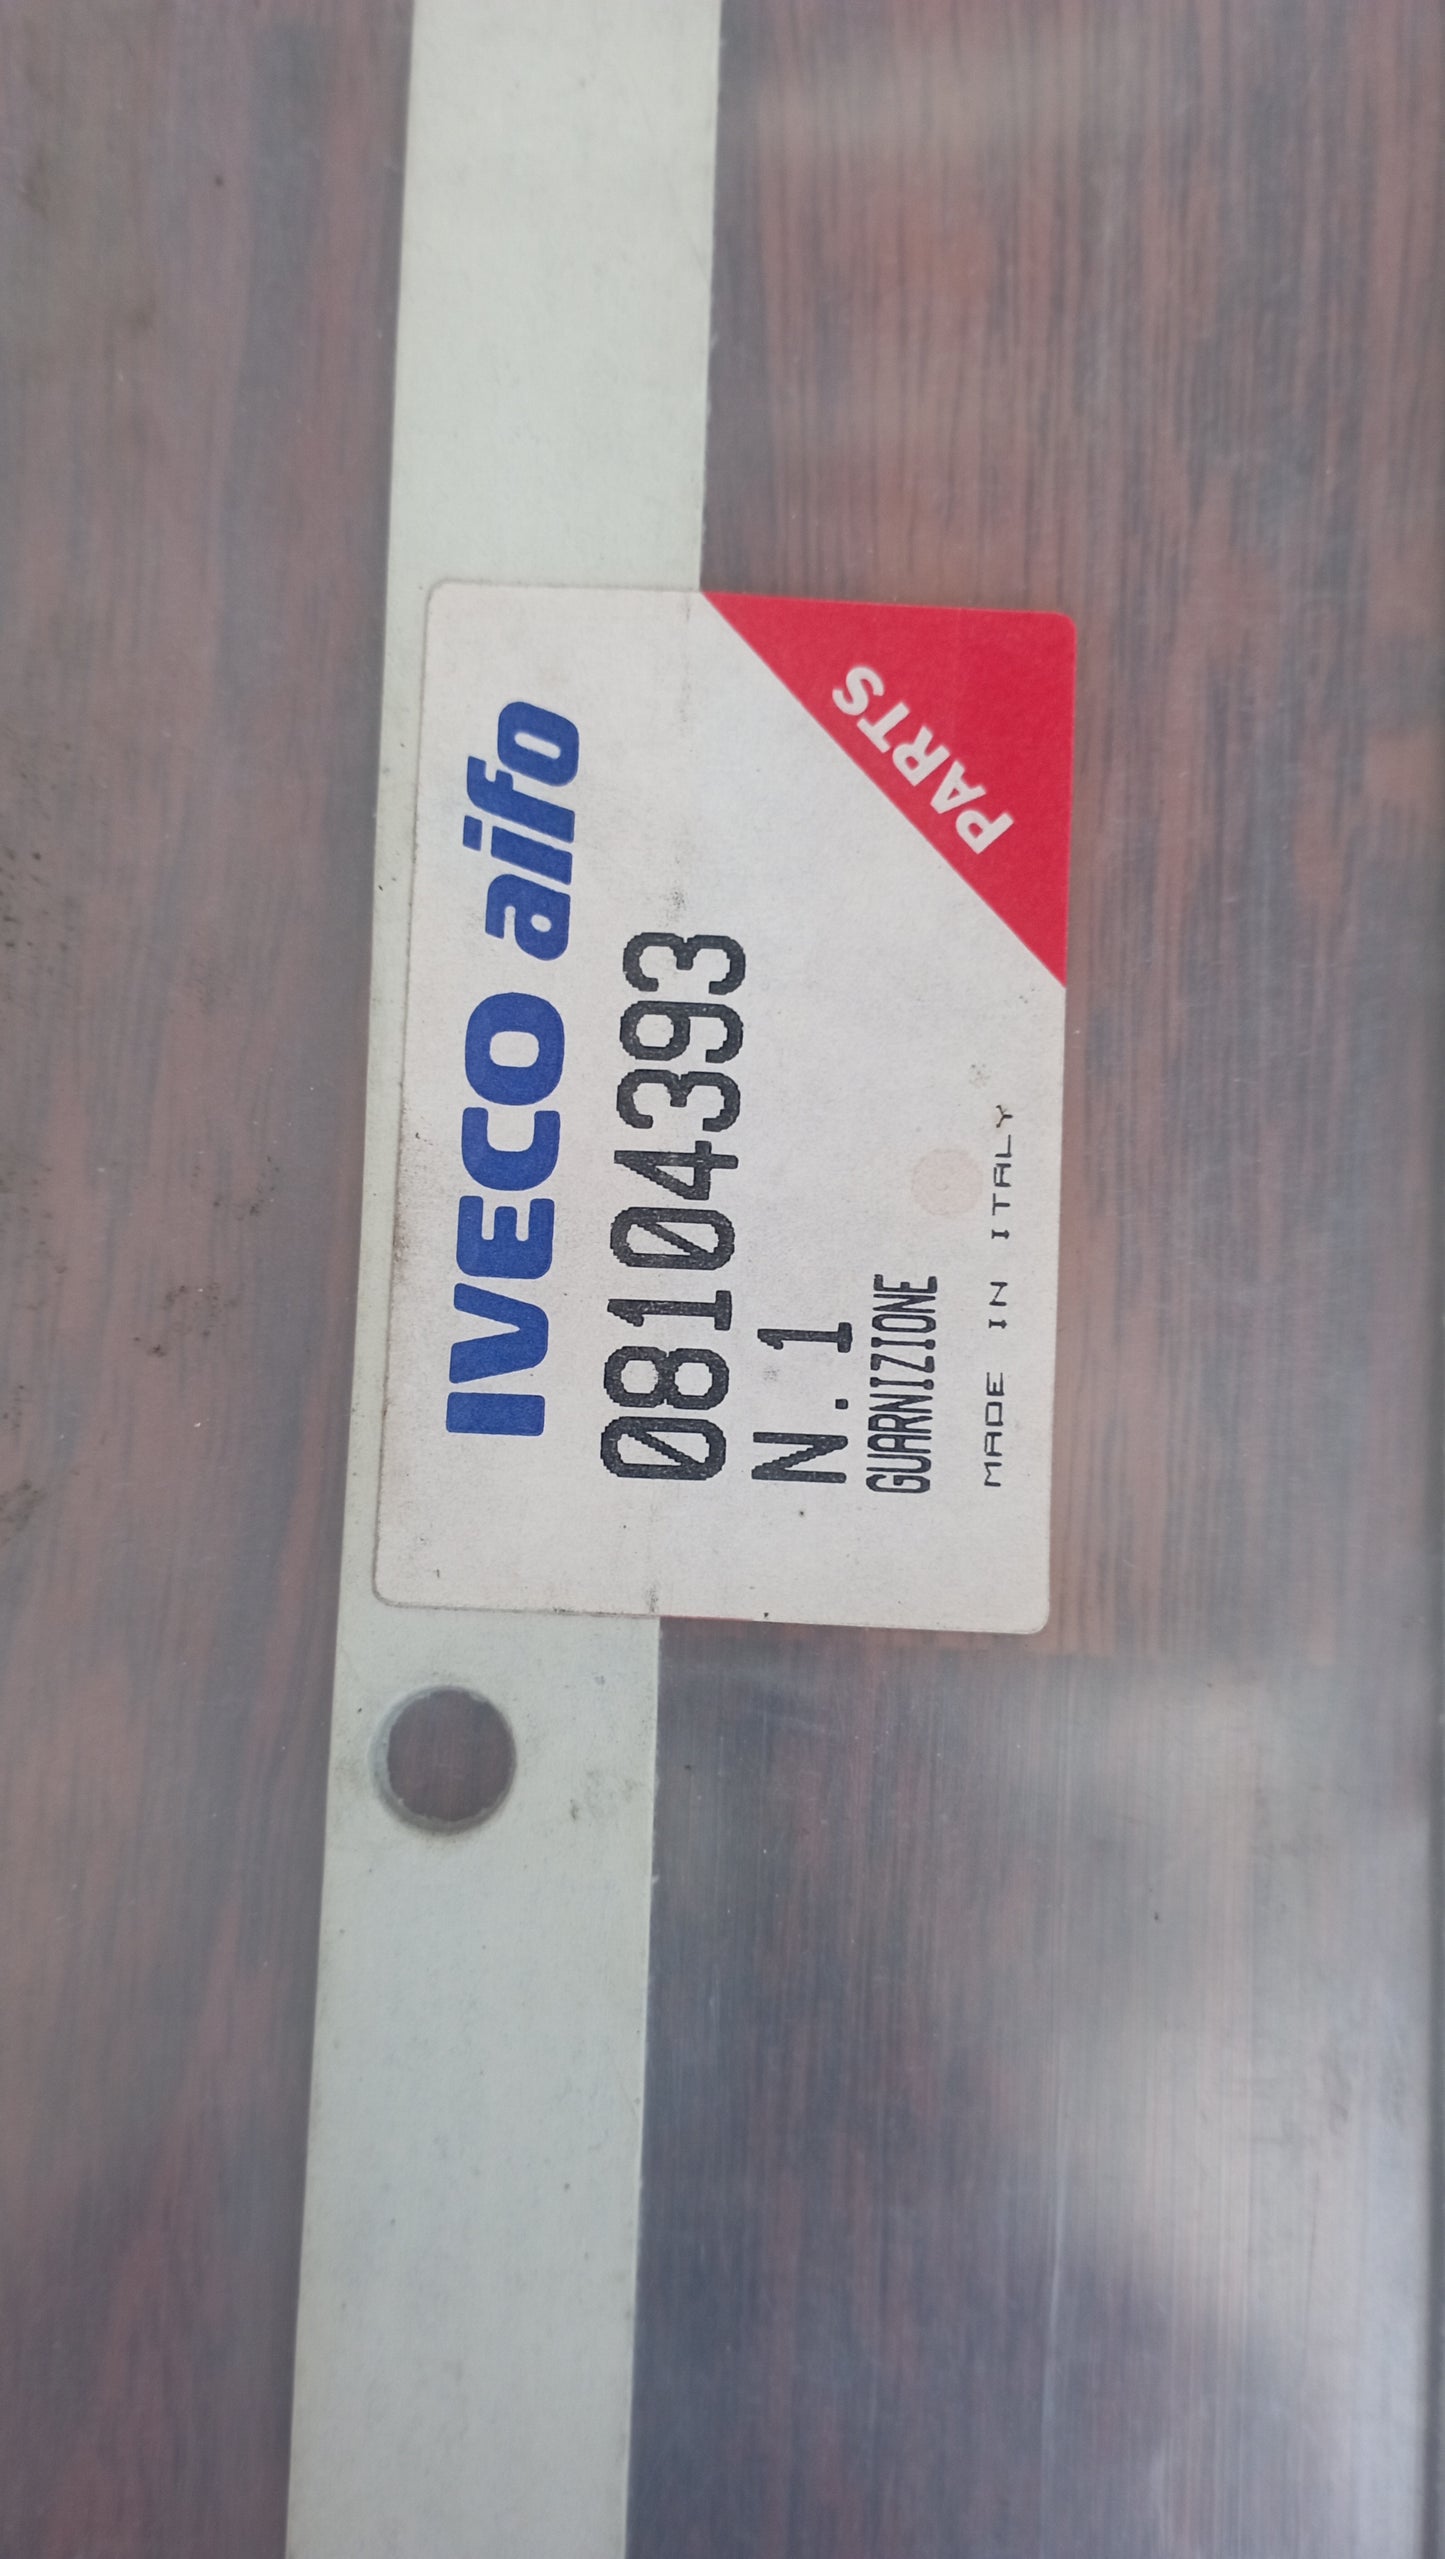 IVECO aifo
08104393
N.1
GUARNIZIONE
MADE IN ITALY
PARTS